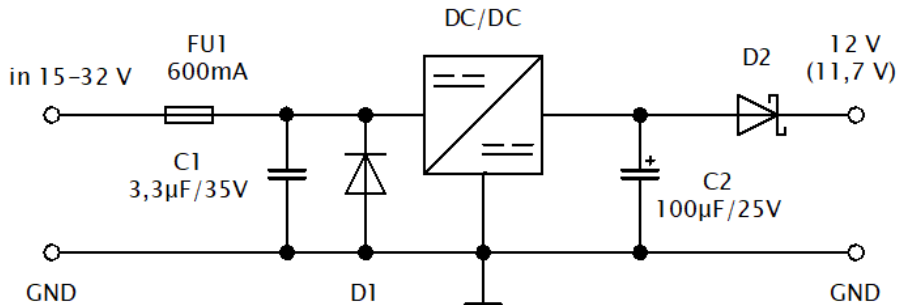 DC/DC
FU1
600mA
in 15-32 V
D2
12 V
(11,7 V)
C1
3,3µF/35V
+
C2
100µF/25V
GND
D1
GND